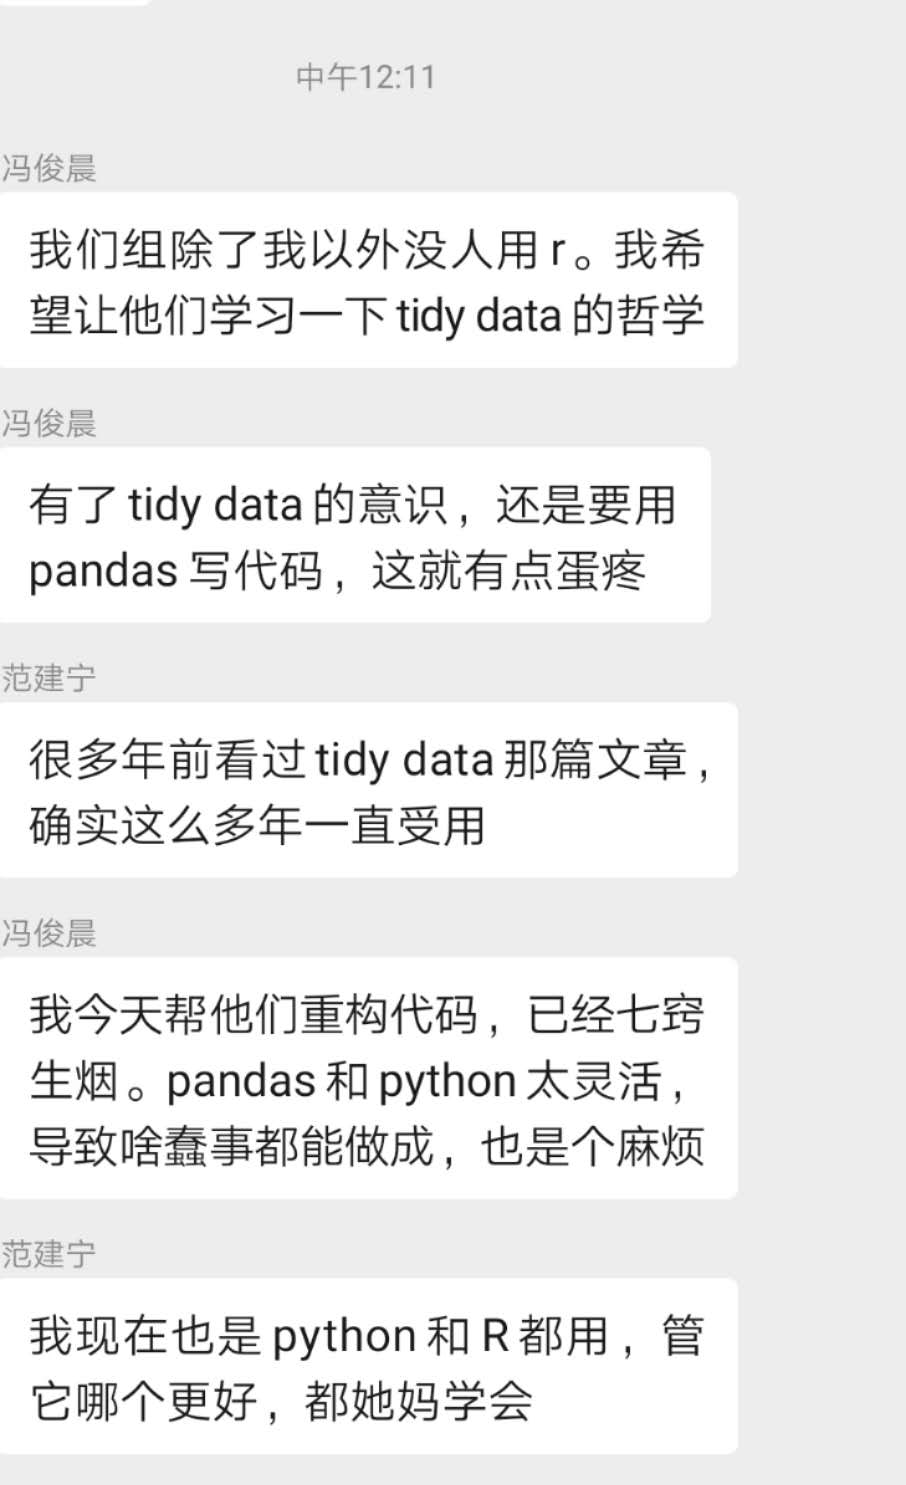 中午12:11
冯俊晨
我们组除了我以外没人用 r。我希
望让他们学习一下 tidy data 的哲学
冯俊晨
有了 tidy data 的意识，还是要用
pandas 写代码，这就有点蛋疼
范建宁
很多年前看过 tidy data 那篇文章，
确实这么多年一直受用
冯俊晨
我今天帮他们重构代码，已经七窍
生烟。pandas 和 python 太灵活，
导致啥蠢事都能做成，也是个麻烦
范建宁
我现在也是 python 和 R 都用，管
它哪个更好，都她妈学会